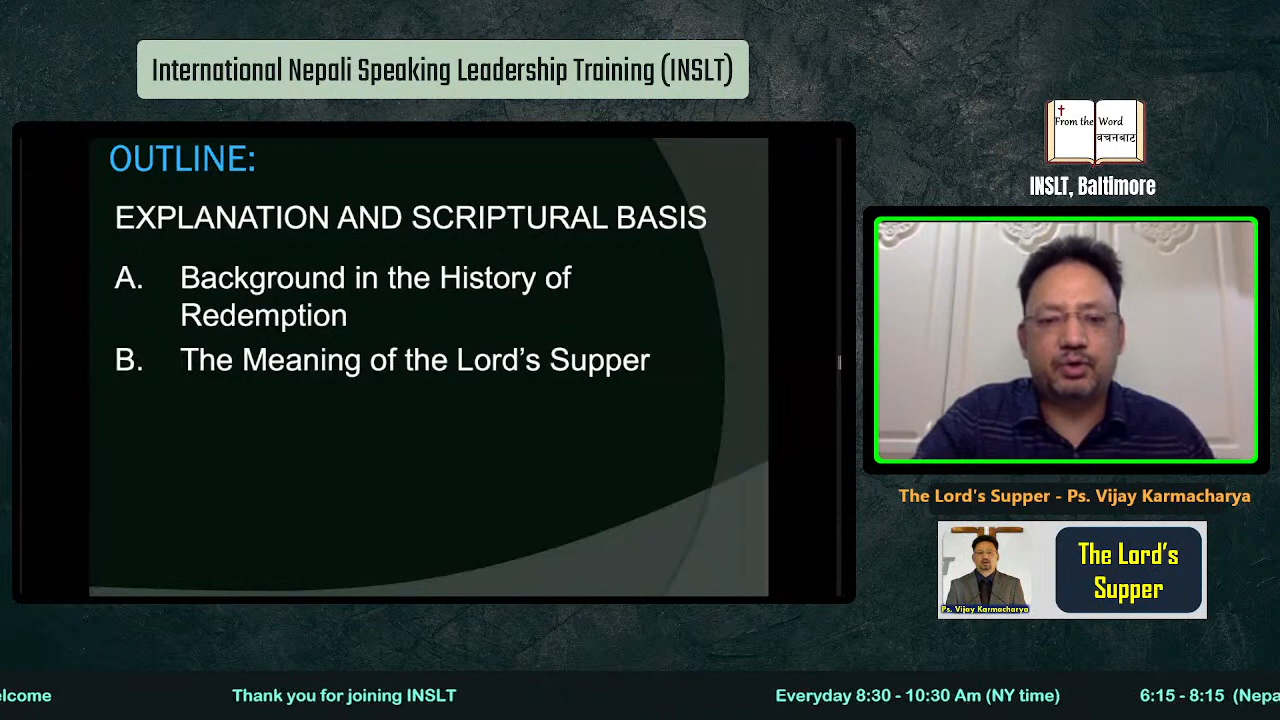 International Nepali Speaking Leadership Training (INSLT)
OUTLINE:
EXPLANATION AND SCRIPTURAL BASIS
A. Background in the History of
Redemption
B. The Meaning of the Lord’s Supper
From the Word
वचनबाट
INSLT, Baltimore
The Lord's Supper - Ps. Vijay Karmacharya
Ps. Vijay Karmacharya
The Lord’s
Supper
elcome Thank you for joining INSLT Everyday 8:30 - 10:30 Am (NY time) 6:15 - 8:15 (Nepa